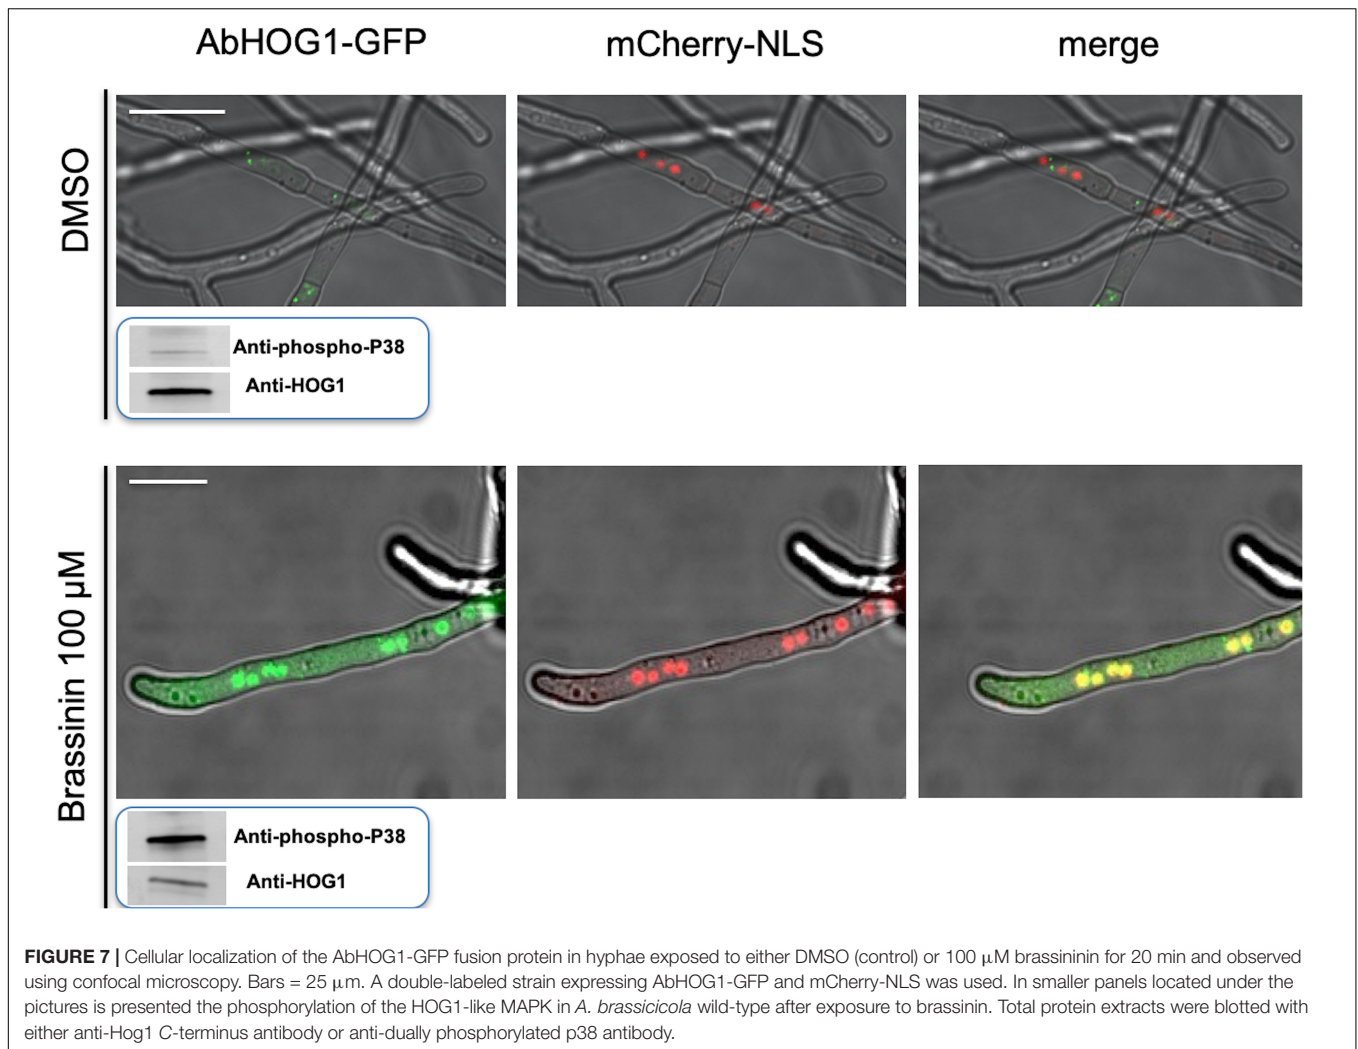 AbHOG1-GFP
mCherry-NLS
merge
DMSO
Anti-phospho-P38
Anti-HOG1
Brassinin 100 µM
Anti-phospho-P38
Anti-HOG1
FIGURE 7 | Cellular localization of the AbHOG1-GFP fusion protein in hyphae exposed to either DMSO (control) or 100 µM brassininin for 20 min and observed
using confocal microscopy. Bars = 25 µm. A double-labeled strain expressing AbHOG1-GFP and mCherry-NLS was used. In smaller panels located under the
pictures is presented the phosphorylation of the HOG1-like MAPK in A. brassicicola wild-type after exposure to brassinin. Total protein extracts were blotted with
either anti-Hog1 C-terminus antibody or anti-dually phosphorylated p38 antibody.